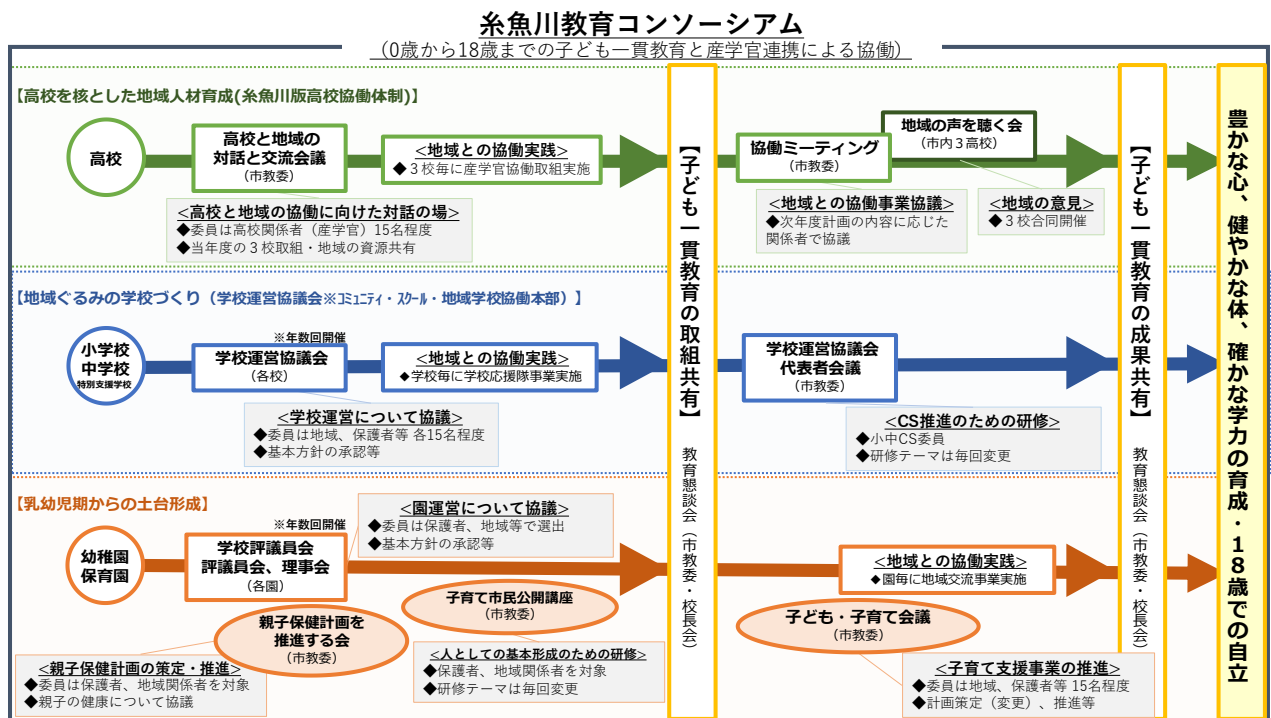 糸魚川教育コンソーシアム
（0歳から18歳までの子ども一貫教育と産学官連携による協働）
【高校を核とした地域人材育成(糸魚川版高校協働体制)】
高校
高校と地域の
対話と交流会議
（市教委）
<地域との協働実践>
◆３校毎に産学官協働取組実施
<高校と地域の協働に向けた対話の場>
◆委員は高校関係者（産学官）15名程度
◆当年度の３校取組・地域の資源共有
協働ミーティング
（市教委）
地域の声を聴く会
（市内３高校）
<地域との協働事業協議>
◆次年度計画の内容に応じた
関係者で協議
<地域の意見>
◆３校合同開催
【地域ぐるみの学校づくり（学校運営協議会※ｺﾐｭﾆﾃｨ・ｽｸｰﾙ・地域学校協働本部）】
小学校
中学校
特別支援学校
※年数回開催
学校運営協議会
（各校）
<地域との協働実践>
◆学校毎に学校応援隊事業実施
<学校運営について協議>
◆委員は地域、保護者等 各15名程度
◆基本方針の承認等
学校運営協議会
代表者会議
（市教委）
<CS推進のための研修>
◆小中CS委員
◆研修テーマは毎回変更
【乳幼児期からの土台形成】
幼稚園
保育園
※年数回開催
学校評議員会
評議員会、理事会
（各園）
<園運営について協議>
◆委員は保護者、地域等で選出
◆基本方針の承認等
親子保健計画を
推進する会
（市教委）
<親子保健計画の策定・推進>
◆委員は保護者、地域関係者を対象
◆親子の健康について協議
子育て市民公開講座
（市教委）
<人としての基本形成のための研修>
◆保護者、地域関係者を対象
◆研修テーマは毎回変更
<地域との協働実践>
◆園毎に地域交流事業実施
子ども・子育て会議
（市教委）
<子育て支援事業の推進>
◆委員は地域、保護者等 15名程度
◆計画策定（変更）、推進等
【子ども一貫教育の取組共有】
教育懇談会（市教委・校長会）
【子ども一貫教育の成果共有】
教育懇談会（市教委・校長会）
豊かな心、健やかな体、確かな学力の育成・18歳での自立